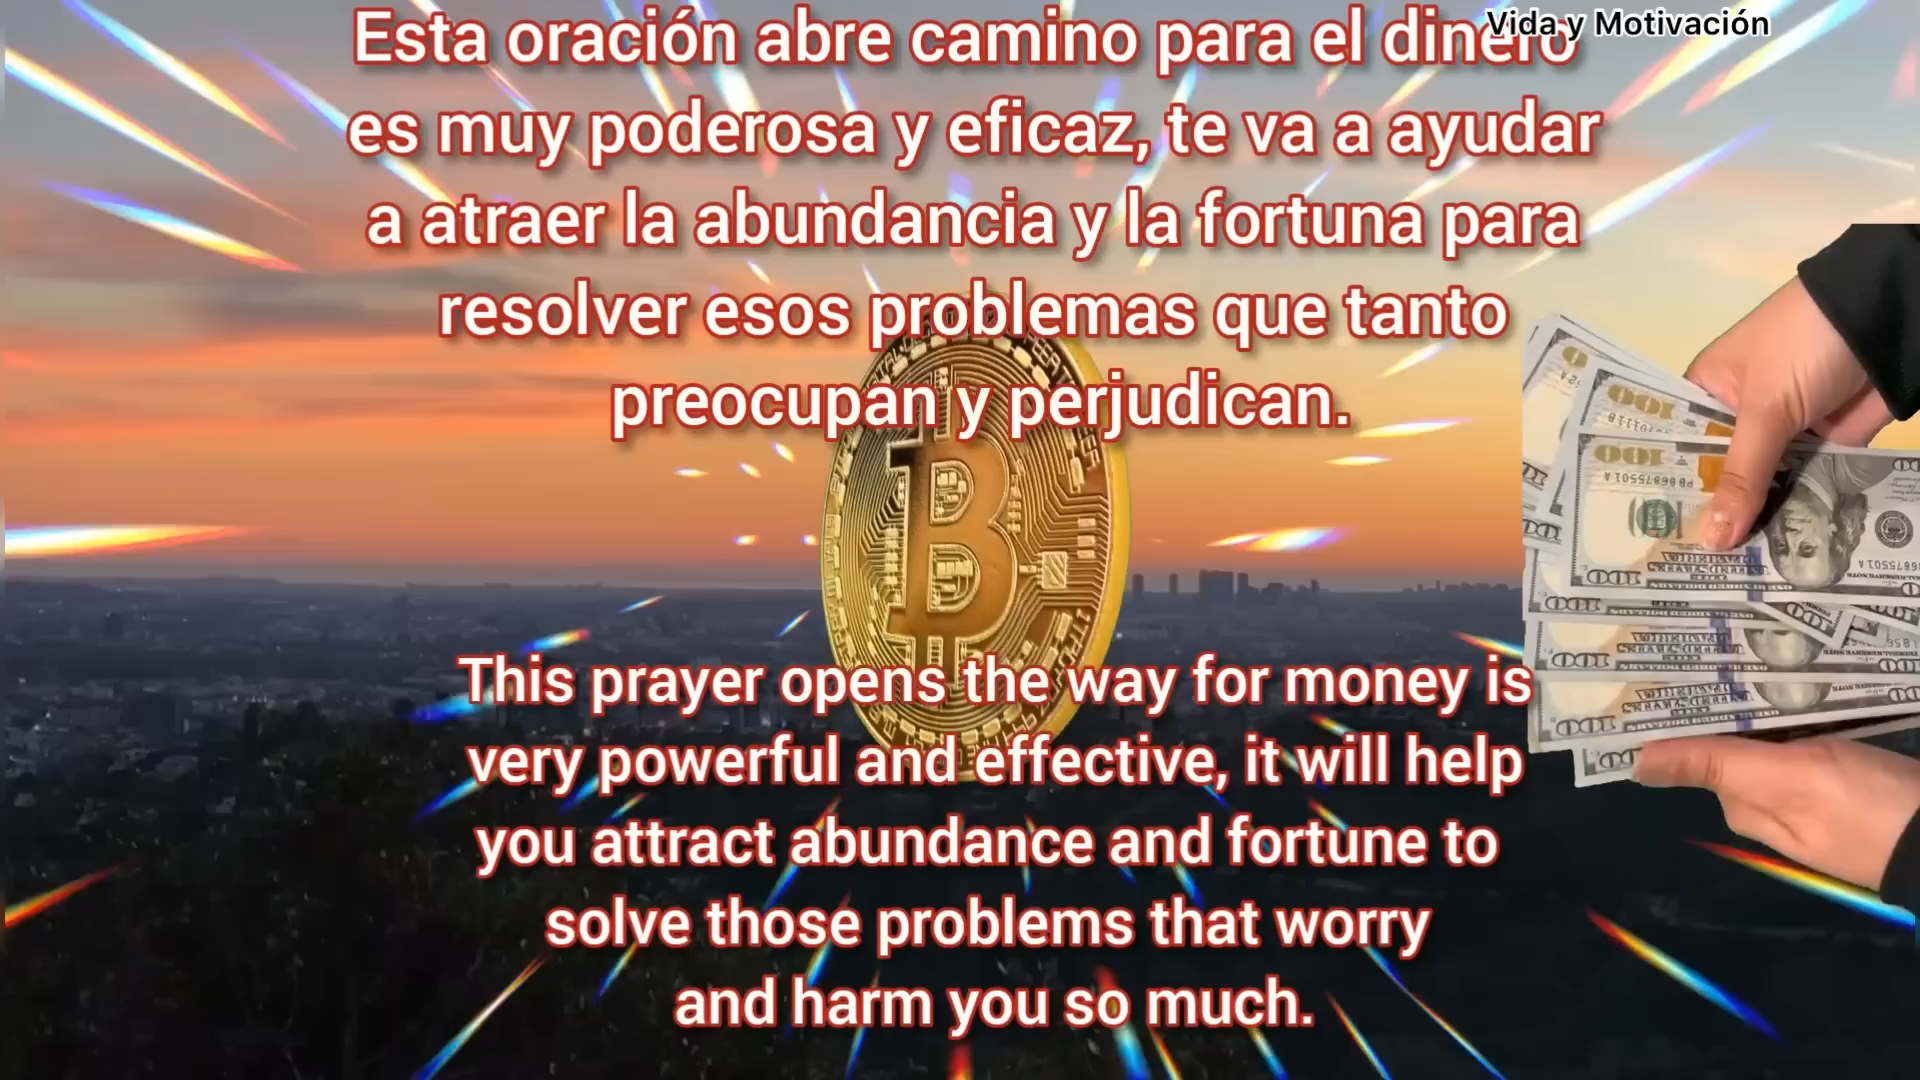 Vida y Motivación
Esta oración abre camino para el dinero
es muy poderosa y eficaz, te va a ayudar
a atraer la abundancia y la fortuna para
resolver esos problemas que tanto
preocupan y perjudican.
This prayer opens the way for money is
very powerful and effective, it will help
you attract abundance and fortune to
solve those problems that worry
and harm you so much.